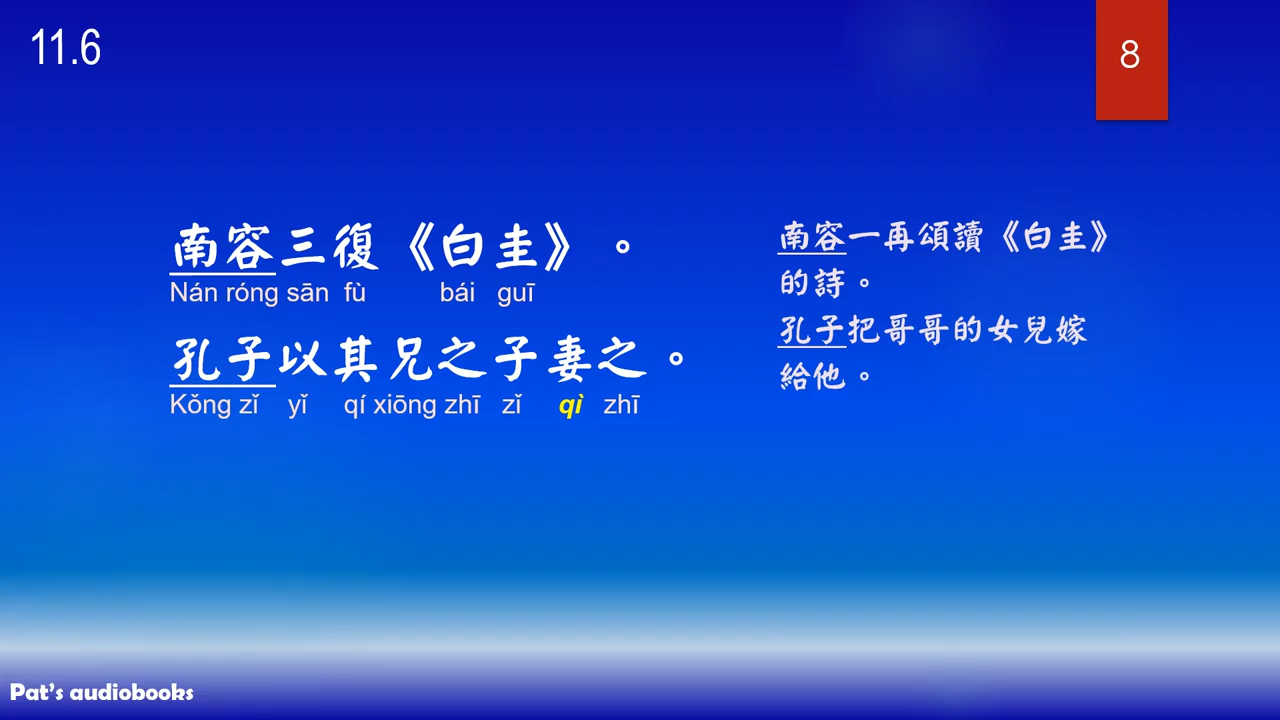 11.6
8
南容三復《白圭》。
Nán róng sān fù bái guī
孔子以其兄之子妻之。
Kǒng zǐ yǐ qí xiōng zhī zǐ qì zhī
南容一再頌讀《白圭》
的詩。
孔子把哥哥的女兒嫁
給他。
Pat's audiobooks